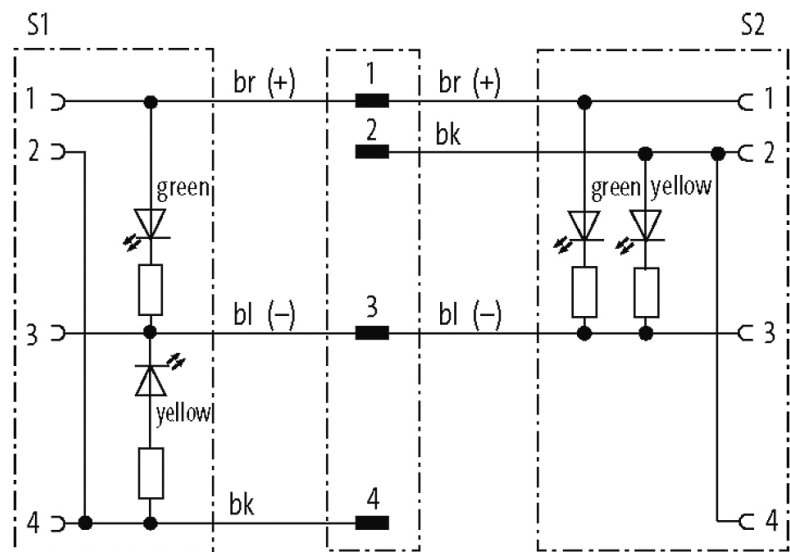 S1 S2
1 br (+) 1 br (+) 1
2 2 bk 2
green green yellow
3 bl (–) 3 bl (–) 3
yellow
4 bk 4 4